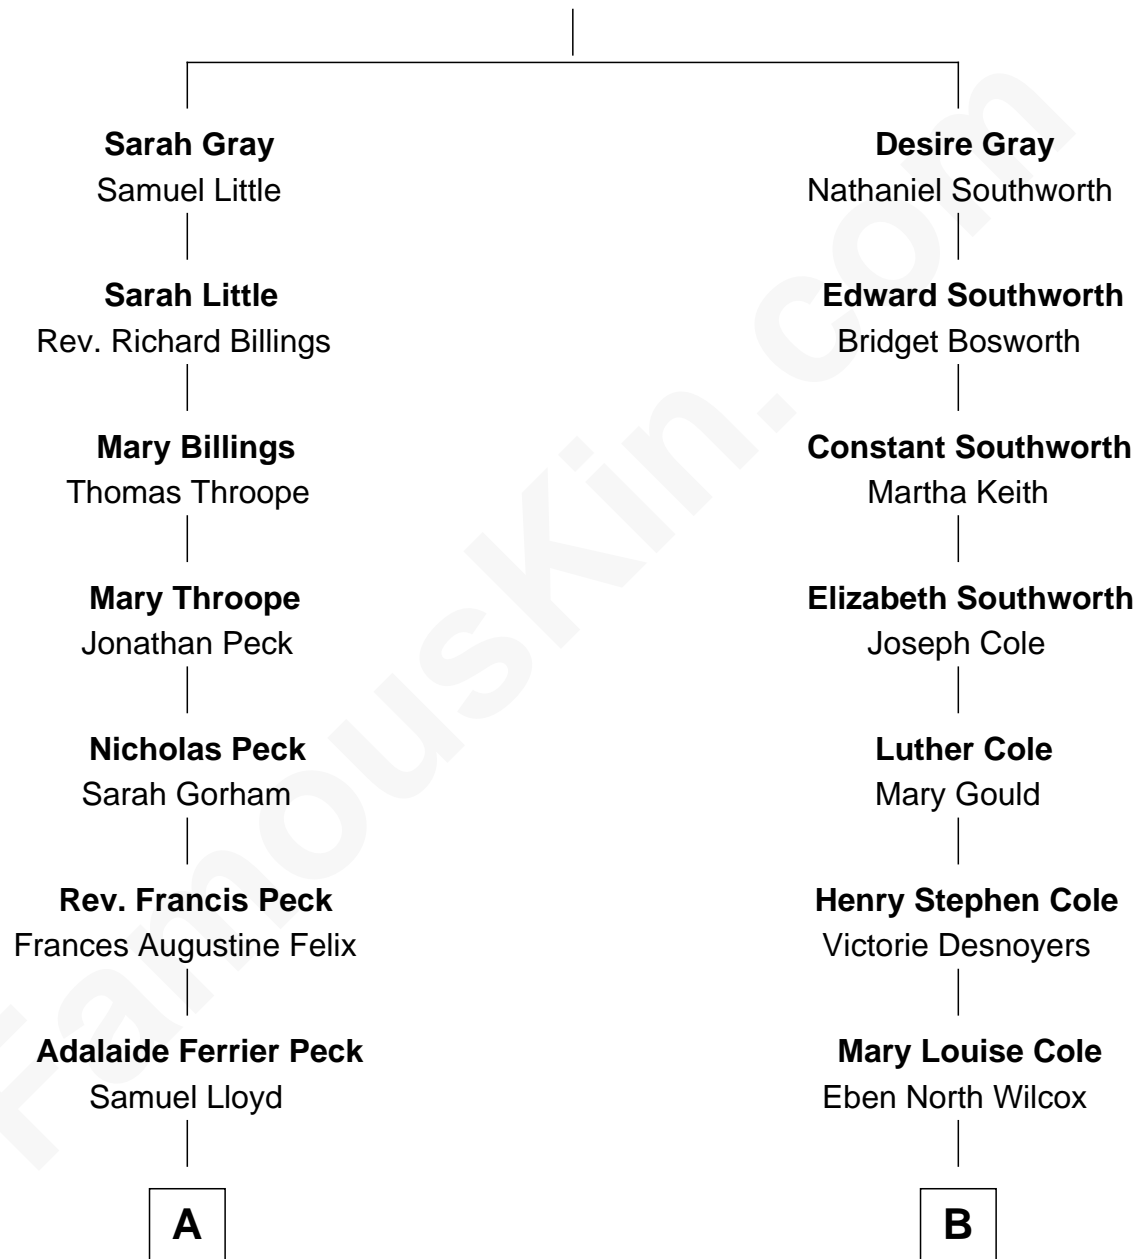 Sarah Gray
Samuel Little
Sarah Little
Rev. Richard Billings
Mary Billings
Thomas Throope
Mary Throope
Jonathan Peck
Nicholas Peck
Sarah Gorham
Rev. Francis Peck
Frances Augustine Felix
Adalaide Ferrier Peck
Samuel Lloyd
A
Desire Gray
Nathaniel Southworth
Edward Southworth
Bridget Bosworth
Constant Southworth
Martha Keith
Elizabeth Southworth
Joseph Cole
Luther Cole
Mary Gould
Henry Stephen Cole
Victorie Desnoyers
Mary Louise Cole
Eben North Wilcox
B
FamousKin.com